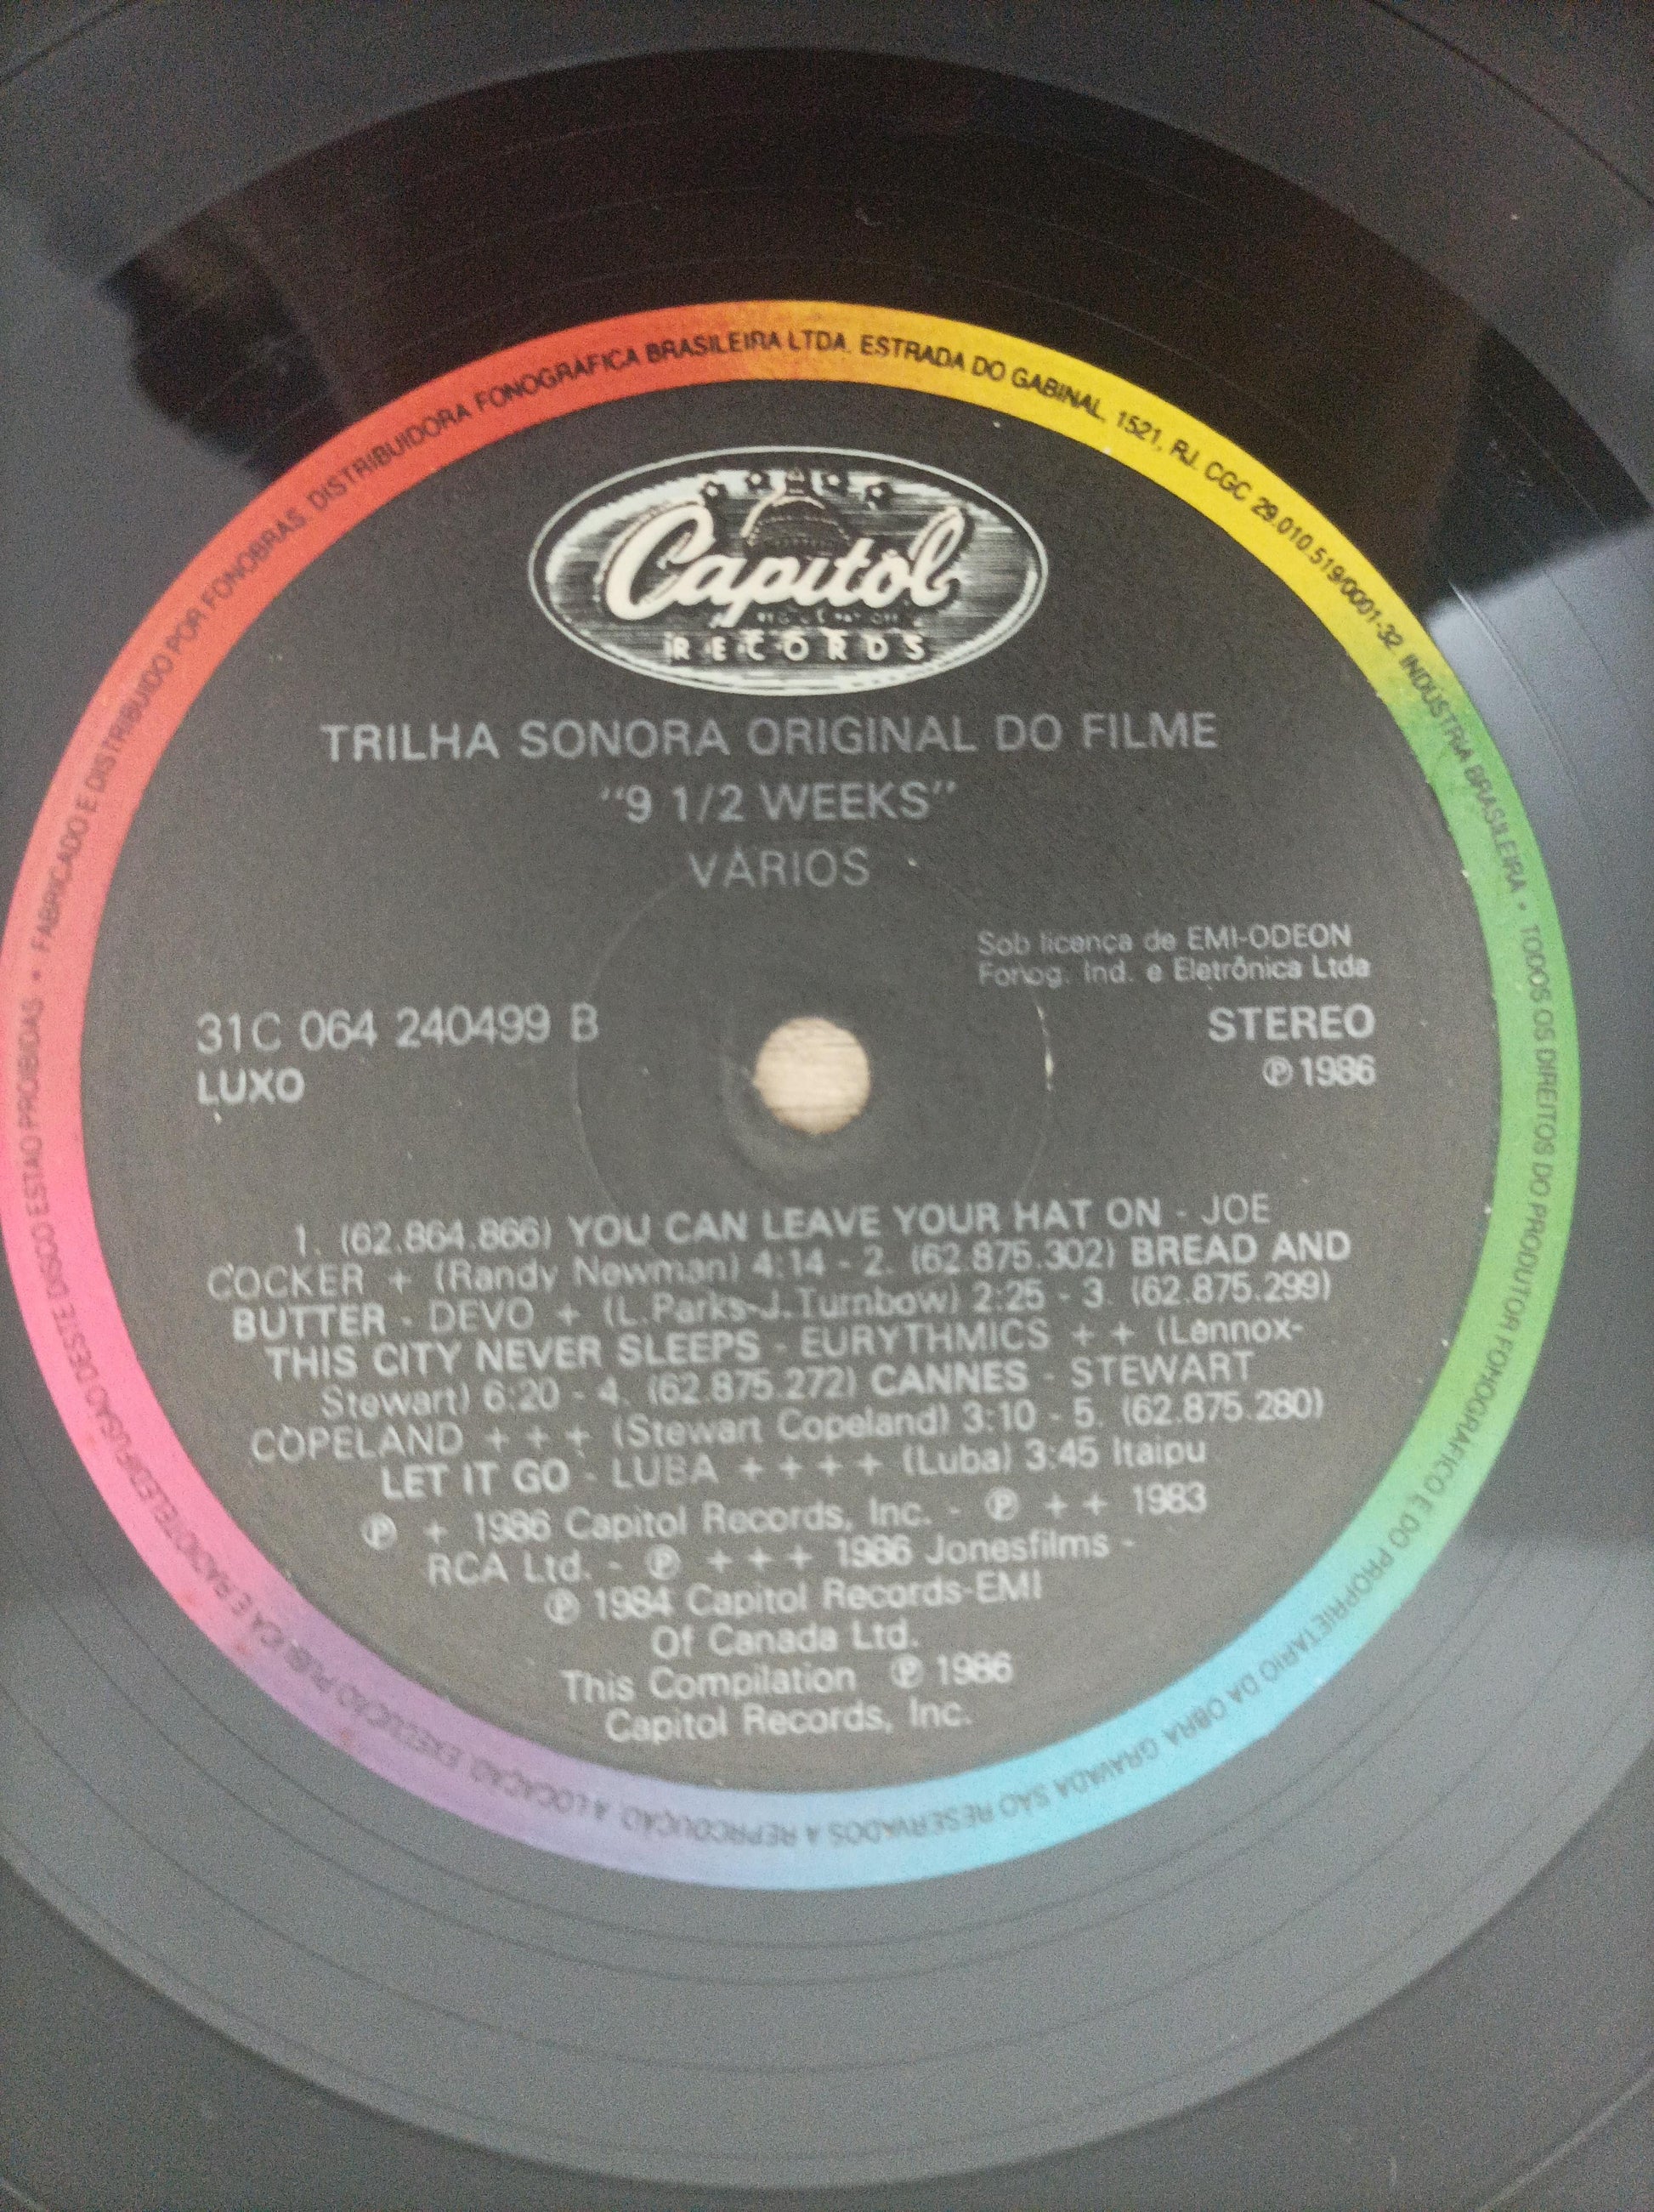 FABRICADO E DISTRIBUIDO POR FONOBRAS. DISTRIBUIDORA FONOGRÁFICA BRASILEIRA LTDA. ESTRADA DO GABINAL, 1521, RJ. CGC 29.010.519/0001-32 INDÚSTRIA BRASILEIRA • TODOS OS DIREITOS DO PRODUTOR FONOGRÁFICO E DO PROPRIETÁRIO DA OBRA GRAVADA SÃO RESERVADOS A REPRODUÇÃO, A LOCAÇÃO, EXECUÇÃO PÚBLICA E RADIOTELEDIFUSÃO DESTE DISCO ESTÃO PROIBIDAS •
Capitol
RECORDS
TRILHA SONORA ORIGINAL DO FILME
"9 1/2 WEEKS"
VÁRIOS
Sob licença de EMI-ODEON
Fonog. Ind. e Eletrônica Ltda
31C 064 240499 B
STEREO
LUXO
Ⓟ 1986
1. (62.864.866) YOU CAN LEAVE YOUR HAT ON - JOE
COCKER + (Randy Newman) 4:14 - 2. (62.875.302) BREAD AND
BUTTER - DEVO + (L.Parks-J.Turnbow) 2:25 - 3. (62.875.299)
THIS CITY NEVER SLEEPS - EURYTHMICS + + (Lennox-
Stewart) 6:20 - 4. (62.875.272) CANNES - STEWART
COPELAND + + + (Stewart Copeland) 3:10 - 5. (62.875.280)
LET IT GO - LUBA + + + + (Luba) 3:45 Itaipu
Ⓟ + 1986 Capitol Records, Inc. - Ⓟ + + 1983
RCA Ltd. - Ⓟ + + + 1986 Jonesfilms -
Ⓟ 1984 Capitol Records-EMI
Of Canada Ltd.
This Compilation Ⓟ 1986
Capitol Records, Inc.